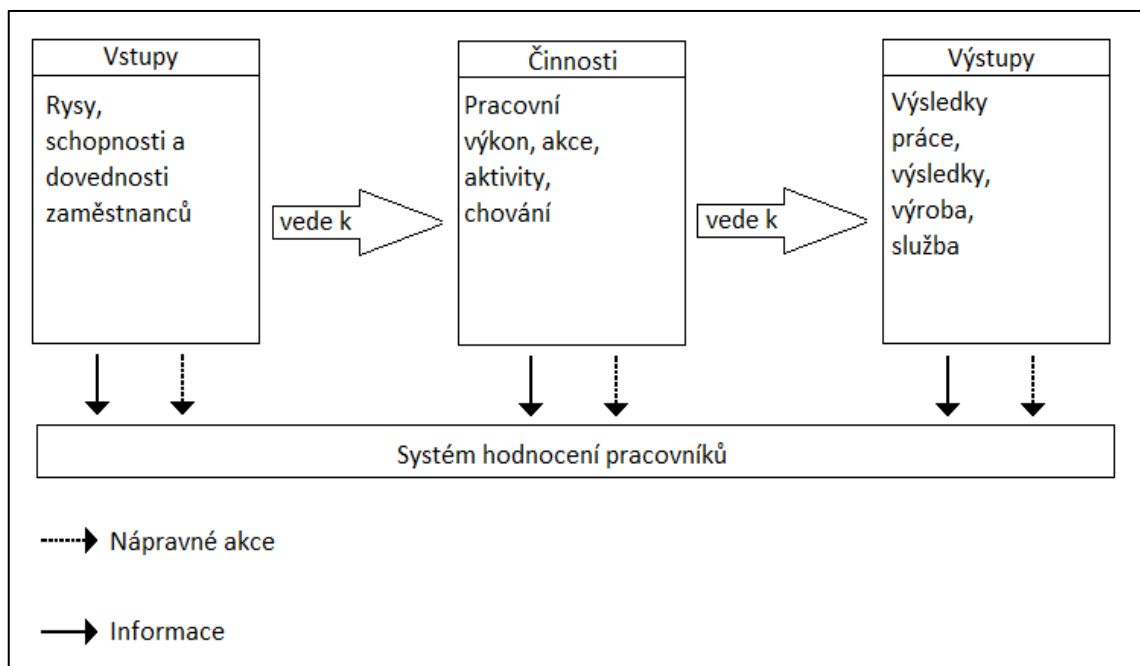 Vstupy
Rysy,
schopnosti a
dovednosti
zaměstnanců
vede k
Činnosti
Pracovní
výkon, akce,
aktivity,
chování
vede k
Výstupy
Výsledky
práce,
výsledky,
výroba,
služba
Systém hodnocení pracovníků
Nápravné akce
Informace